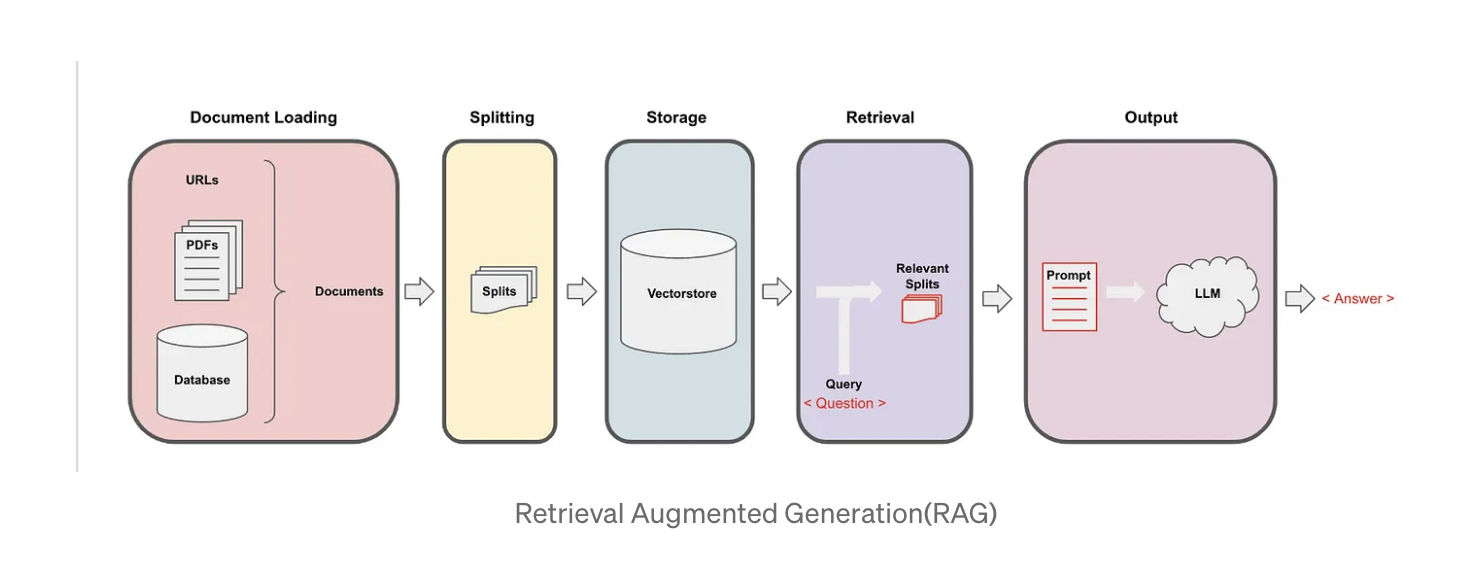 Document Loading
URLs
PDFs
Database
Documents
Splitting
Splits
Storage
Vectorstore
Retrieval
Relevant
Splits
Query
< Question >
Output
Prompt
LLM
< Answer >
Retrieval Augmented Generation(RAG)